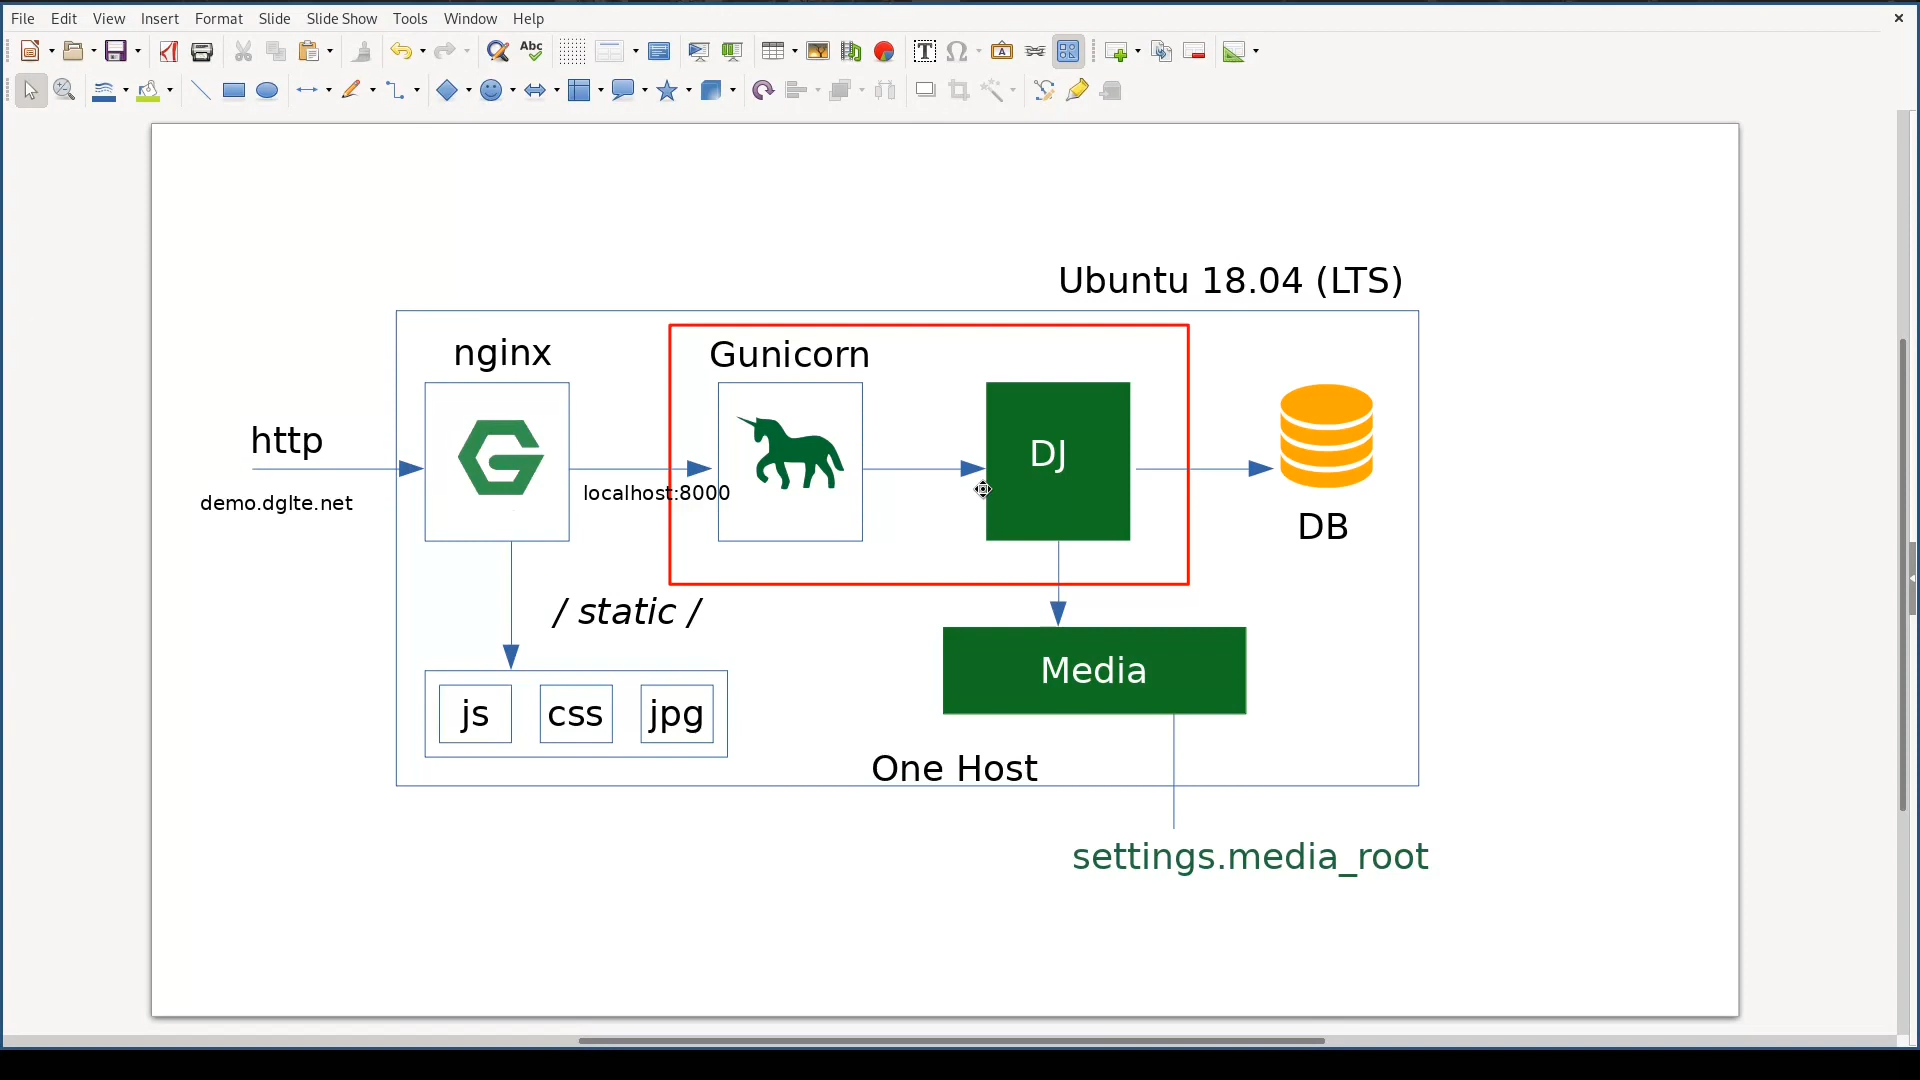 File Edit View Insert Format Slide Slide Show Tools Window Help
Abc
Ubuntu 18.04 (LTS)
nginx
Gunicorn
http
DJ
localhost:8000
demo.dglte.net
DB
/ static /
Media
js css jpg
One Host
settings.media_root